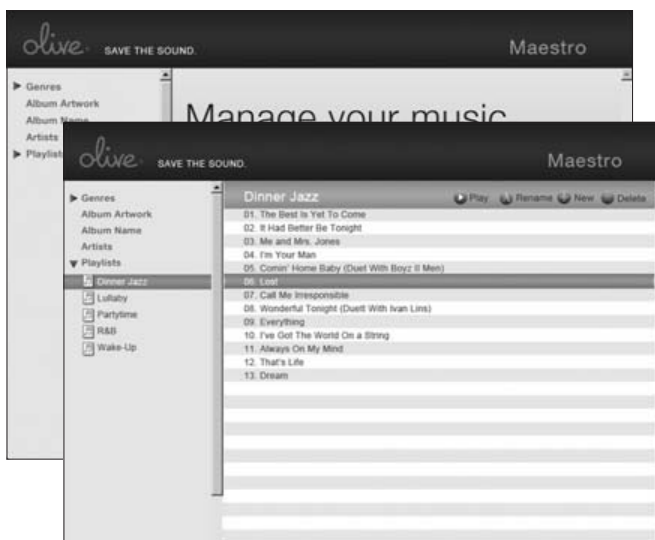 olive. SAVE THE SOUND. Maestro
Genres
Album Artwork
Album Name
Artists
Playlists
Manage your music
olive. SAVE THE SOUND. Maestro
Genres
Album Artwork
Album Name
Artists
Playlists
Dinner Jazz
Lullaby
Partytime
R&B
Wake-Up
Dinner Jazz Play Rename New Delete
01. The Best Is Yet To Come
02. It Had Better Be Tonight
03. Me and Mrs. Jones
04. I'm Your Man
05. Comin' Home Baby (Duet With Boyz II Men)
06. Lost
07. Call Me Irresponsible
08. Wonderful Tonight (Duett With Ivan Lins)
09. Everything
10. I've Got The World On a String
11. Always On My Mind
12. That's Life
13. Dream